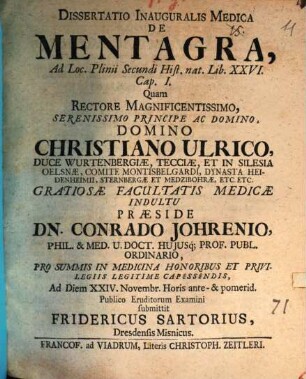 DISSERTATIO INAUGURALIS MEDICA
DE
MENTAGRA,
Ad Loc. Plinii Secundi Hist. nat. Lib. XXVI.
Cap. I.
Quam
RECTORE MAGNIFICENTISSIMO,
SERENISSIMO PRINCIPE AC DOMINO,
DOMINO
CHRISTIANO ULRICO,
DUCE WURTENBERGIÆ, TECCIÆ, ET IN SILESIA
OELSNÆ, COMITE MONTISBELGARDI, DYNASTA HEI-
DENHEIMII, STERNBERGÆ ET MEDZIBOHRÆ, ETC. ETC.
GRATIOSÆ FACULTATIS MEDICÆ
INDULTU
PRÆSIDE
DN. CONRADO JOHRENIO,
PHIL. & MED. U. DOCT. HUJUSq; PROF. PUBL.
ORDINARIO,
PRO SUMMIS IN MEDICINA HONORIBUS ET PRIVI-
LEGIIS LEGITIME CAPESSENDIS,
Ad Diem XXIV. Novembr. Horis ante- & pomerid.
Publico Eruditorum Examini
submittit
FRIDERICUS SARTORIUS,
Dresdensis Misnicus.
FRANCOF. ad VIADRUM, Literis CHRISTOPH. ZEITLERI.
71